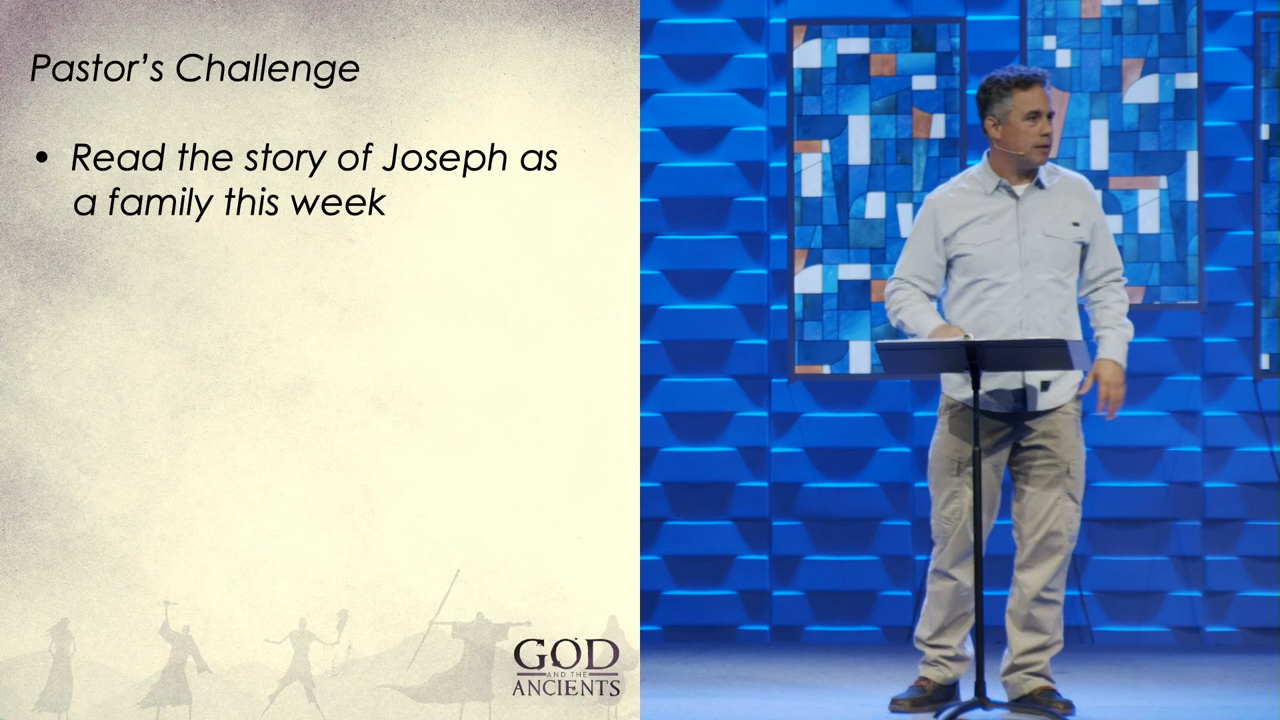 Pastor’s Challenge
• Read the story of Joseph as
a family this week
GOD
AND THE
ANCIENTS